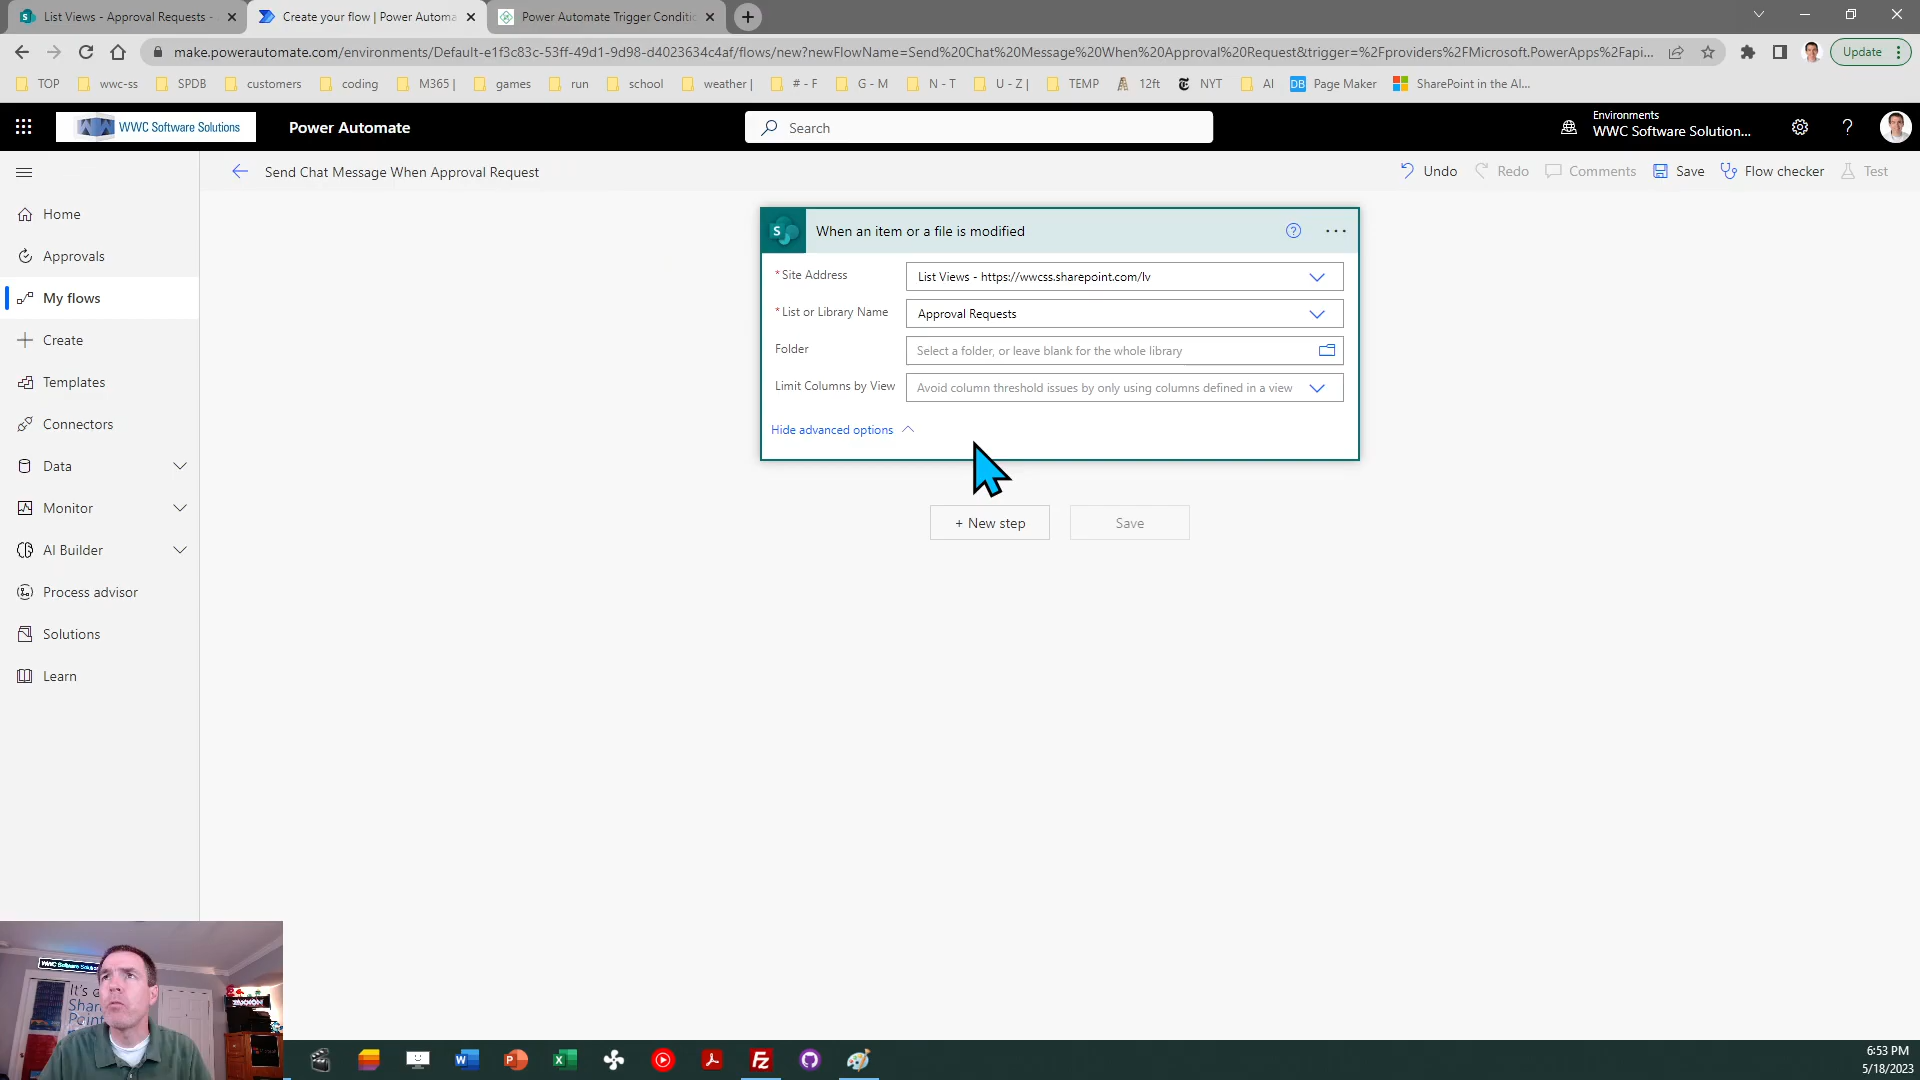 List Views - Approval Requests -
Create your flow | Power Automa
Power Automate Trigger Conditio
make.powerautomate.com/environments/Default-e1f3c83c-53ff-49d1-9d98-d4023634c4af/flows/new?newFlowName=Send%20Chat%20Message%20When%20Approval%20Request&trigger=%2Fproviders%2FMicrosoft.PowerApps%2Fapi...
Update
TOP
wwc-ss
SPDB
customers
coding
M365 |
games
run
school
weather |
# - F
G - M
N - T
U - Z |
TEMP
12ft
NYT
AI
DB Page Maker
SharePoint in the AI...
WWC Software Solutions
Power Automate
Search
Environments
WWC Software Solution...
Send Chat Message When Approval Request
Undo
Redo
Comments
Save
Flow checker
Test
Home
Approvals
My flows
Create
Templates
Connectors
Data
Monitor
AI Builder
Process advisor
Solutions
Learn
When an item or a file is modified
* Site Address
List Views - https://wwcss.sharepoint.com/lv
* List or Library Name
Approval Requests
Folder
Select a folder, or leave blank for the whole library
Limit Columns by View
Avoid column threshold issues by only using columns defined in a view
Hide advanced options
+ New step
Save
WWC Software Solut
It's
Shar
Point
6:53 PM
5/18/2023